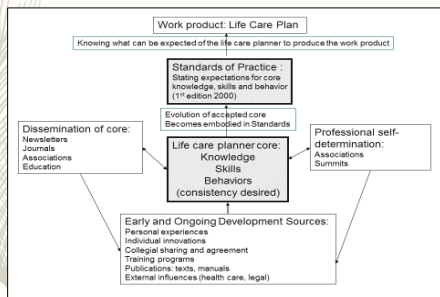 Work product: Life Care Plan
Knowing what can be expected of the life care planner to produce the work product
Standards of Practice :
Stating expectations for core
knowledge, skills and behavior
(1st edition 2000)
Evolution of accepted core
Becomes embodied in Standards
Dissemination of core:
Newsletters
Journals
Associations
Education
Life care planner core:
Knowledge
Skills
Behaviors
(consistency desired)
Professional self-
determination:
Associations
Summits
Early and Ongoing Development Sources:
Personal experiences
Individual innovations
Collegial sharing and agreement
Training programs
Publications: texts, manuals
External influences (health care, legal)